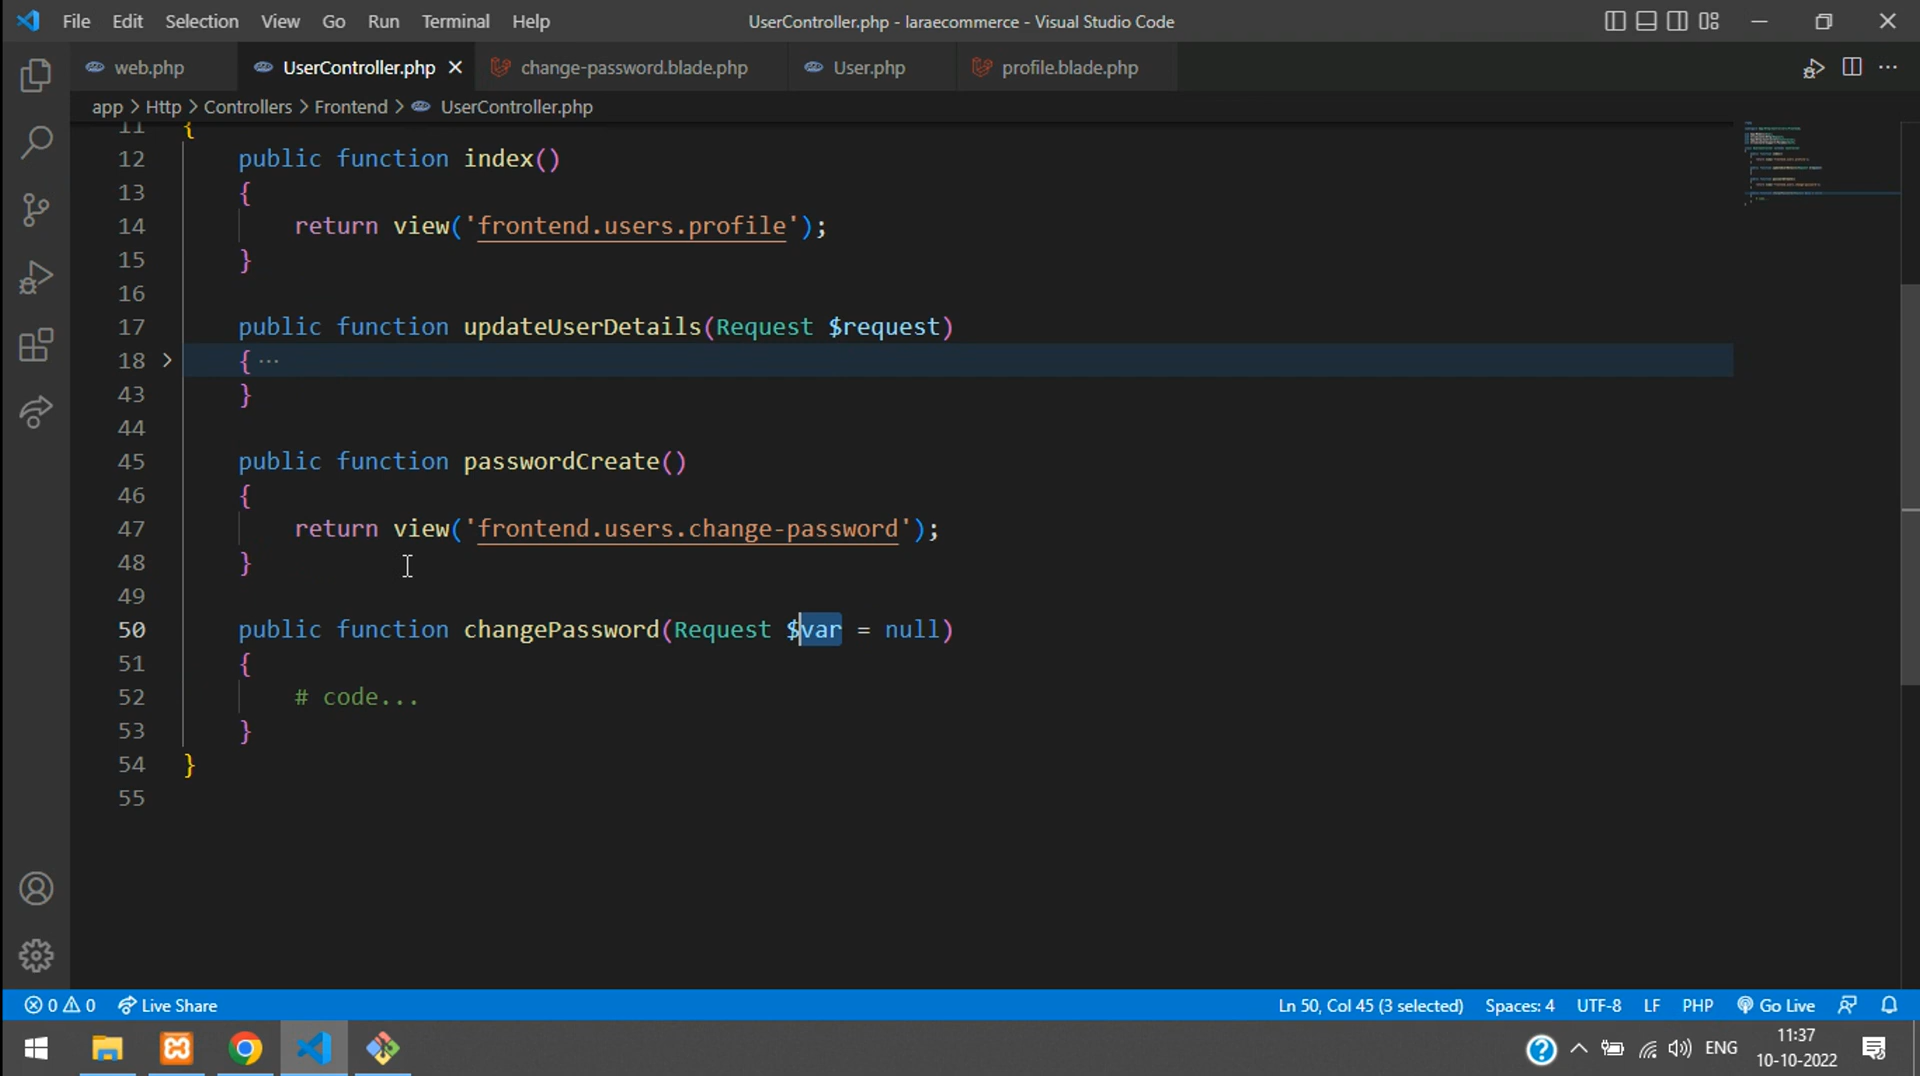 File Edit Selection View Go Run Terminal Help UserController.php - laraecommerce - Visual Studio Code
web.php UserController.php change-password.blade.php User.php profile.blade.php
app > Http > Controllers > Frontend > UserController.php
11 {
12 public function index()
13 {
14 return view('frontend.users.profile');
15 }
16
17 public function updateUserDetails(Request $request)
18 { ...
43 }
44
45 public function passwordCreate()
46 {
47 return view('frontend.users.change-password');
48 }
49
50 public function changePassword(Request $var = null)
51 {
52 # code...
53 }
54 }
55
0 0 Live Share Ln 50, Col 45 (3 selected) Spaces: 4 UTF-8 LF PHP Go Live
ENG 11:37
10-10-2022